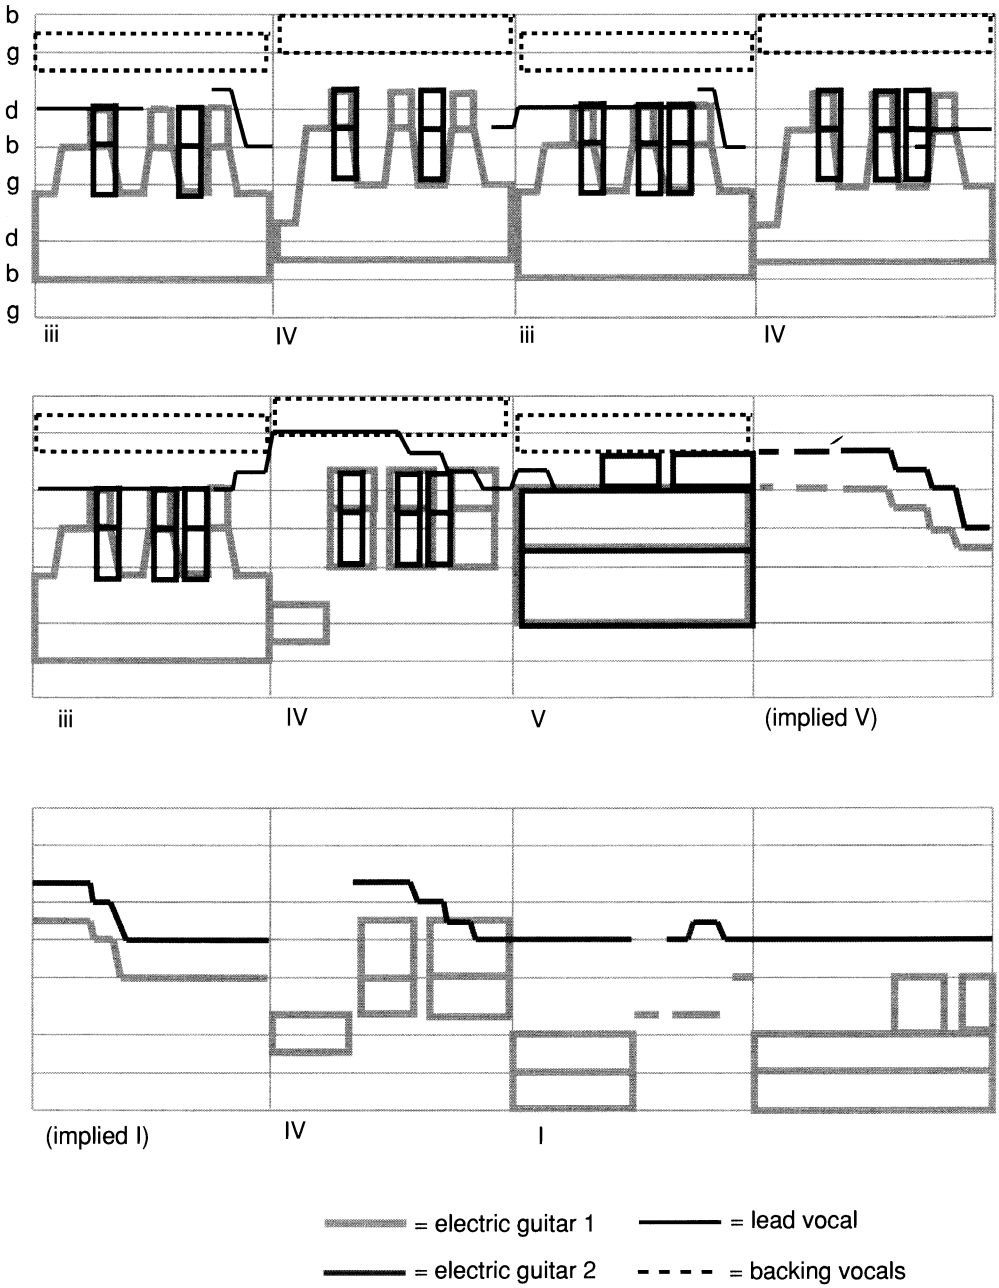 b
g
d
b
g
d
b
g
iii IV iii IV
iii IV V (implied V)
(implied I) IV I
= electric guitar 1 = lead vocal
= electric guitar 2 = backing vocals